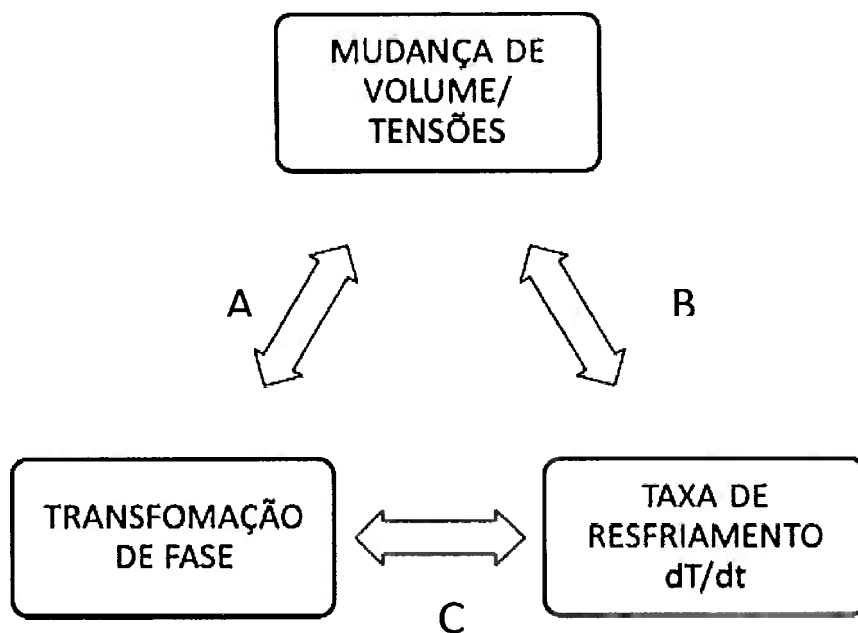 MUDANÇA DE
VOLUME/
TENSÕES
A
B
TRANSFOMAÇÃO
DE FASE
TAXA DE
RESFRIAMENTO
dT/dt
C